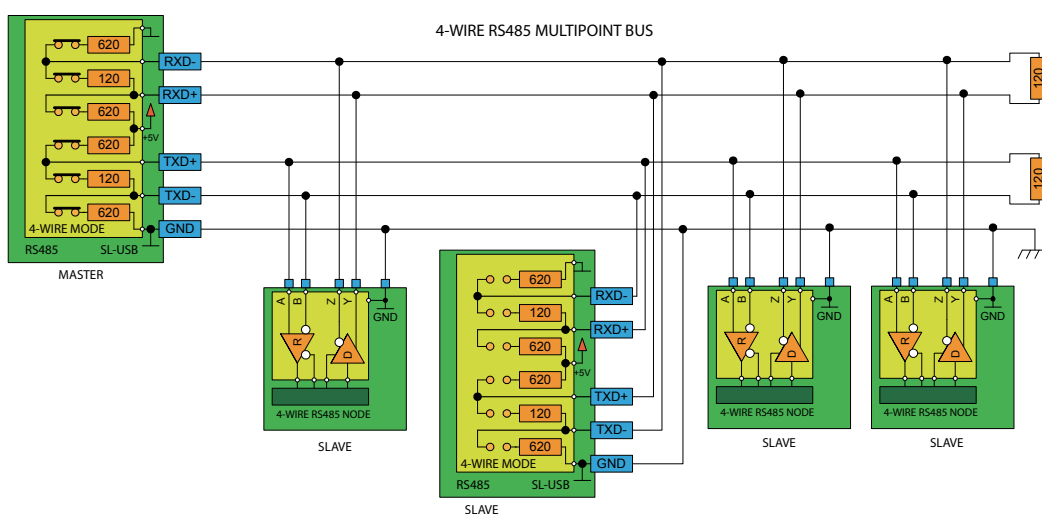 4-WIRE RS485 MULTIPOINT BUS
620
120
620
620
120
620
+5V
RXD-
RXD+
TXD+
TXD-
GND
4-WIRE MODE
RS485 SL-USB
MASTER
120
120
A B Z Y
R D
GND
4-WIRE RS485 NODE
SLAVE
620
120
620
620
120
620
+5V
RXD-
RXD+
TXD+
TXD-
GND
4-WIRE MODE
RS485 SL-USB
SLAVE
A B Z Y
R D
GND
4-WIRE RS485 NODE
SLAVE
A B Z Y
R D
GND
4-WIRE RS485 NODE
SLAVE